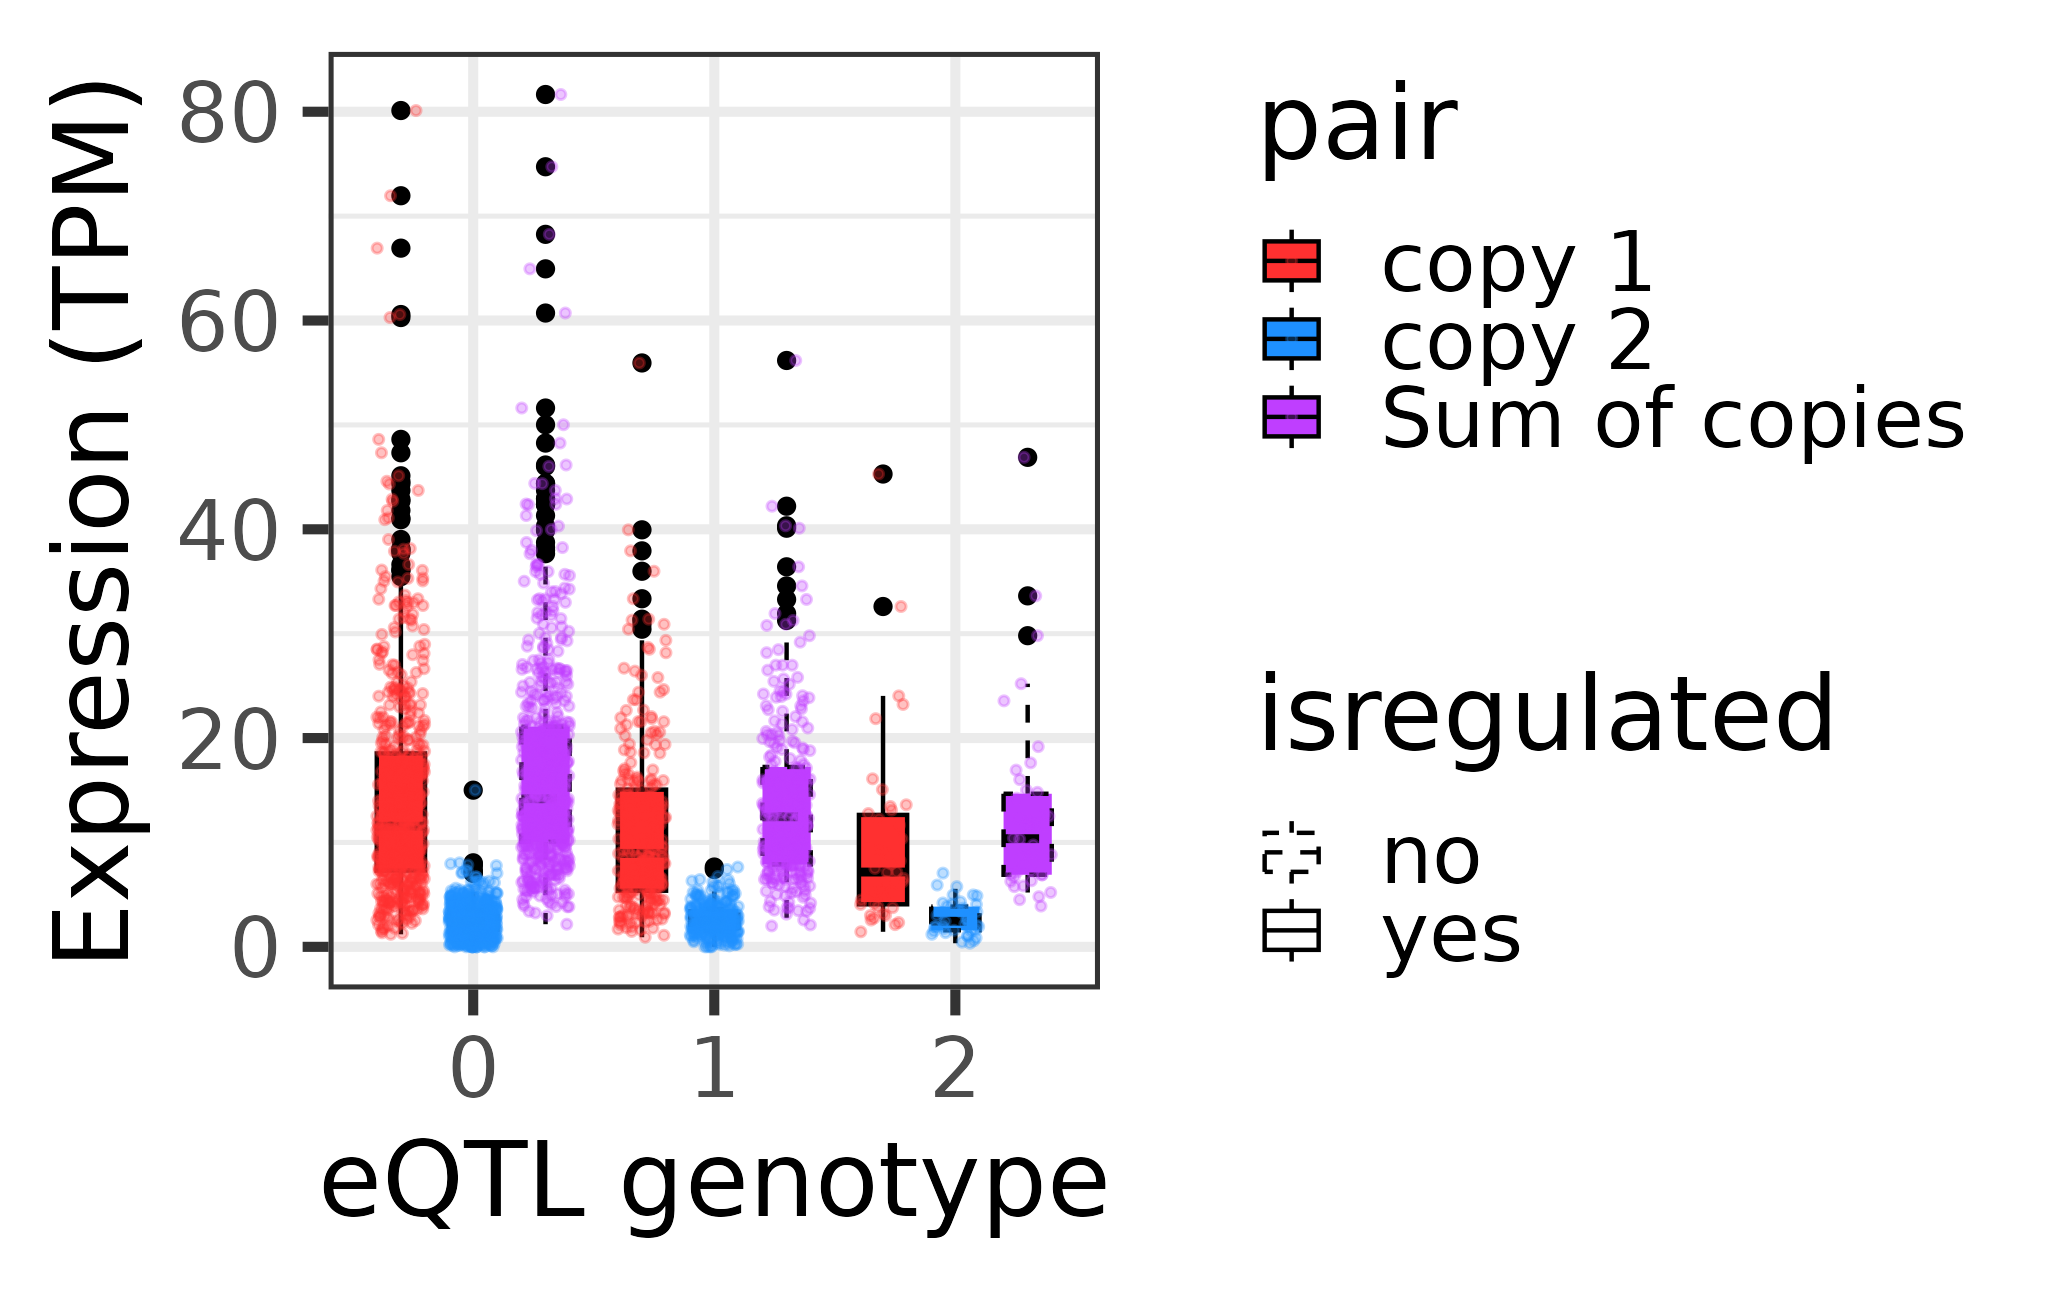 Expression (TPM)
80
60
40
20
0
0 1 2
eQTL genotype
pair
copy 1
copy 2
Sum of copies
isregulated
no
yes